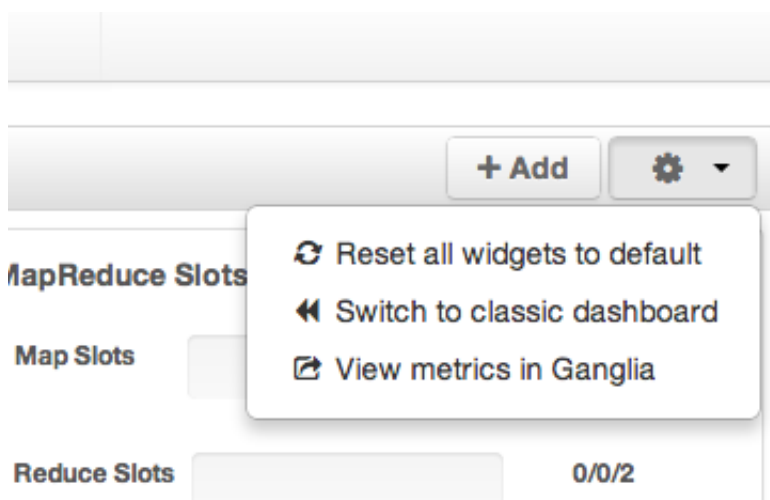 + Add
Reset all widgets to default
MapReduce Slots
Switch to classic dashboard
Map Slots
View metrics in Ganglia
Reduce Slots 0/0/2